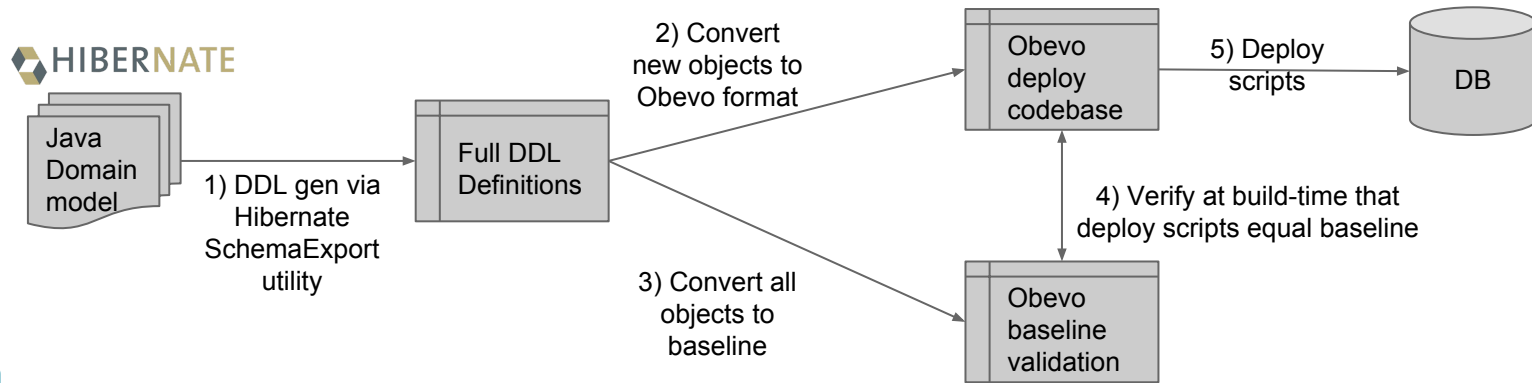 HIBERNATE
Java
Domain
model
1) DDL gen via
Hibernate
SchemaExport
utility
Full DDL
Definitions
2) Convert
new objects to
Obevo format
3) Convert all
objects to
baseline
Obevo
deploy
codebase
4) Verify at build-time that
deploy scripts equal baseline
Obevo
baseline
validation
5) Deploy
scripts
DB